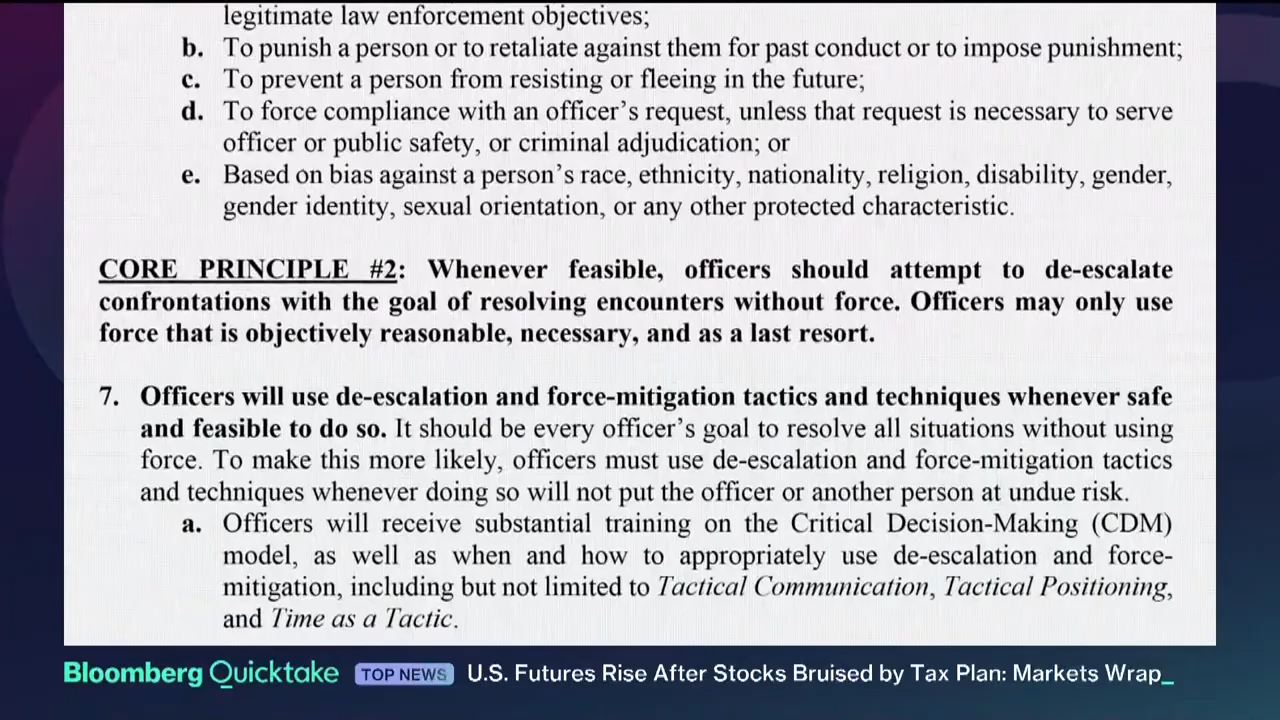 legitimate law enforcement objectives;
b. To punish a person or to retaliate against them for past conduct or to impose punishment;
c. To prevent a person from resisting or fleeing in the future;
d. To force compliance with an officer’s request, unless that request is necessary to serve
officer or public safety, or criminal adjudication; or
e. Based on bias against a person’s race, ethnicity, nationality, religion, disability, gender,
gender identity, sexual orientation, or any other protected characteristic.
CORE PRINCIPLE #2: Whenever feasible, officers should attempt to de-escalate
confrontations with the goal of resolving encounters without force. Officers may only use
force that is objectively reasonable, necessary, and as a last resort.
7. Officers will use de-escalation and force-mitigation tactics and techniques whenever safe
and feasible to do so. It should be every officer’s goal to resolve all situations without using
force. To make this more likely, officers must use de-escalation and force-mitigation tactics
and techniques whenever doing so will not put the officer or another person at undue risk.
a. Officers will receive substantial training on the Critical Decision-Making (CDM)
model, as well as when and how to appropriately use de-escalation and force-
mitigation, including but not limited to Tactical Communication, Tactical Positioning,
and Time as a Tactic.
Bloomberg Quicktake TOP NEWS U.S. Futures Rise After Stocks Bruised by Tax Plan: Markets Wrap_